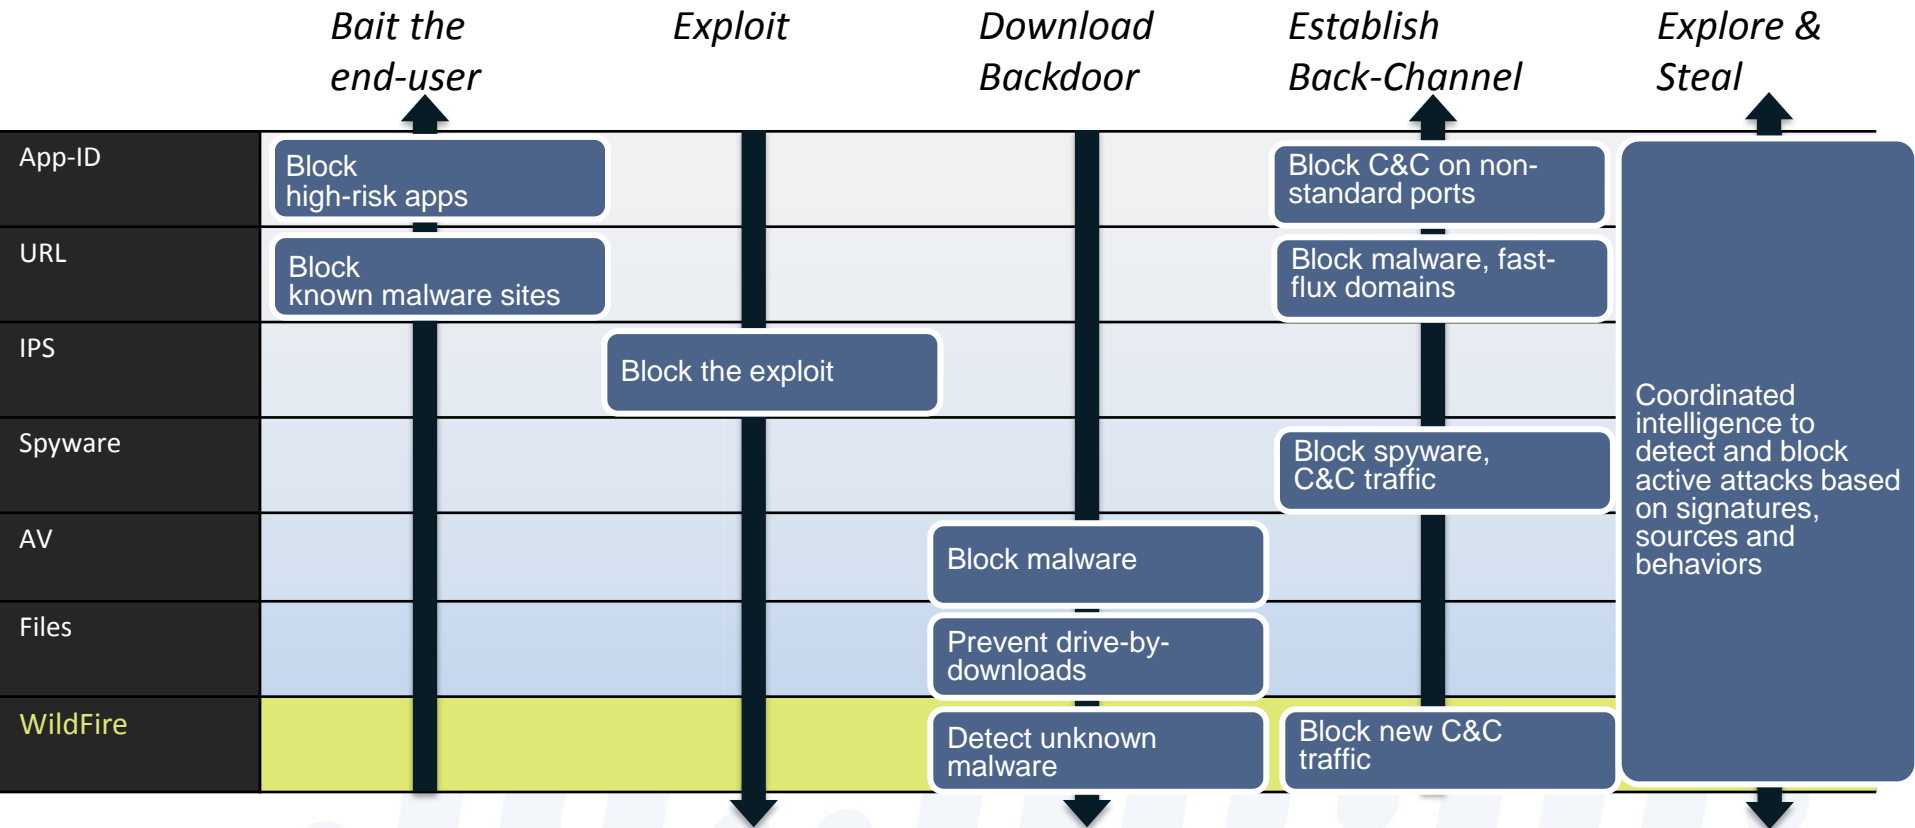 Bait the
end-user
Exploit
Download
Backdoor
Establish
Back-Channel
Explore &
Steal
App-ID
Block
high-risk apps
Block C&C on non-
standard ports
URL
Block
known malware sites
Block malware, fast-
flux domains
IPS
Block the exploit
Spyware
Block spyware,
C&C traffic
AV
Block malware
Files
Prevent drive-by-
downloads
WildFire
Detect unknown
malware
Block new C&C
traffic
Coordinated
intelligence to
detect and block
active attacks based
on signatures,
sources and
behaviors